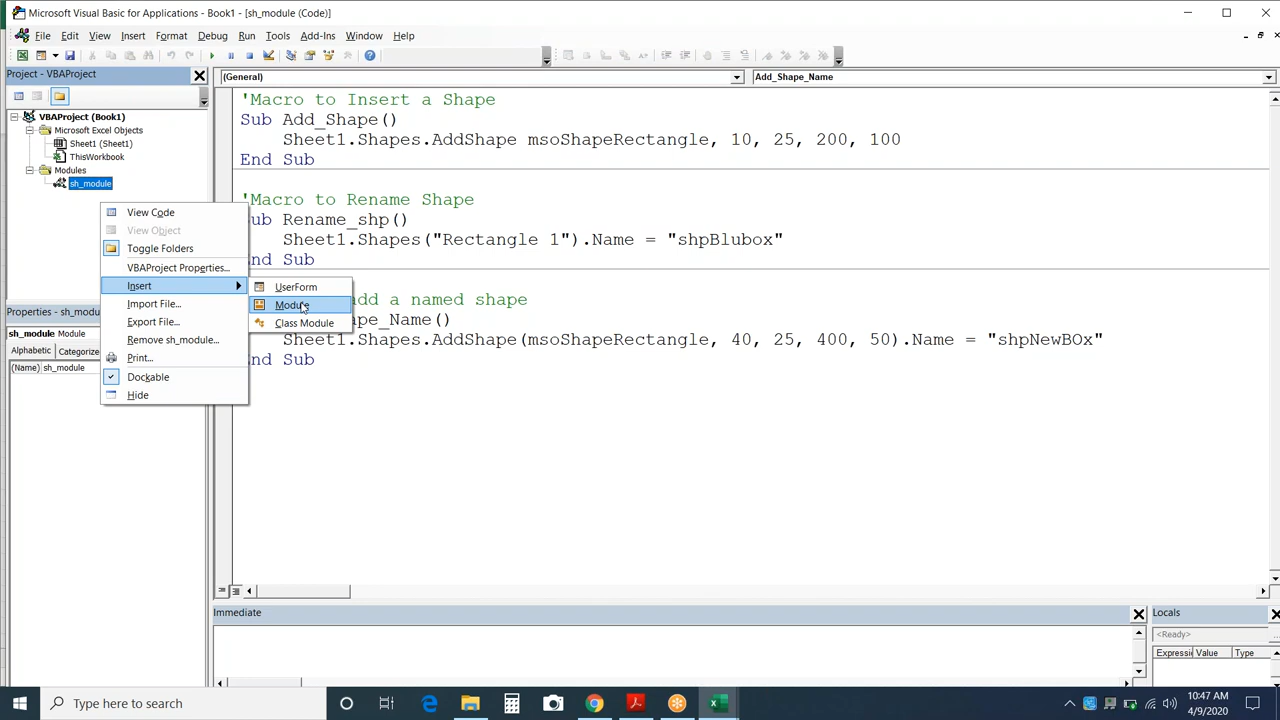 Microsoft Visual Basic for Applications - Book1 - [sh_module (Code)]
File Edit View Insert Format Debug Run Tools Add-Ins Window Help
Project - VBAProject
(General)
Add_Shape_Name
VBAProject (Book1)
Microsoft Excel Objects
Sheet1 (Sheet1)
ThisWorkbook
Modules
sh_module
'Macro to Insert a Shape
Sub Add_Shape()
Sheet1.Shapes.AddShape msoShapeRectangle, 10, 25, 200, 100
End Sub
'Macro to Rename Shape
ub Rename_shp()
Sheet1.Shapes("Rectangle 1").Name = "shpBlubox"
nd Sub
dd a named shape
pe_Name()
Sheet1.Shapes.AddShape(msoShapeRectangle, 40, 25, 400, 50).Name = "shpNewBOx"
nd Sub
View Code
View Object
Toggle Folders
VBAProject Properties...
Insert
Import File...
Export File...
Remove sh_module...
Print...
Dockable
Hide
UserForm
Module
Class Module
Properties - sh_modu
sh_module Module
Alphabetic Categorize
(Name) sh_module
Immediate
Locals
<Ready>
...
Expressi Value Type
Type here to search
10:47 AM
4/9/2020